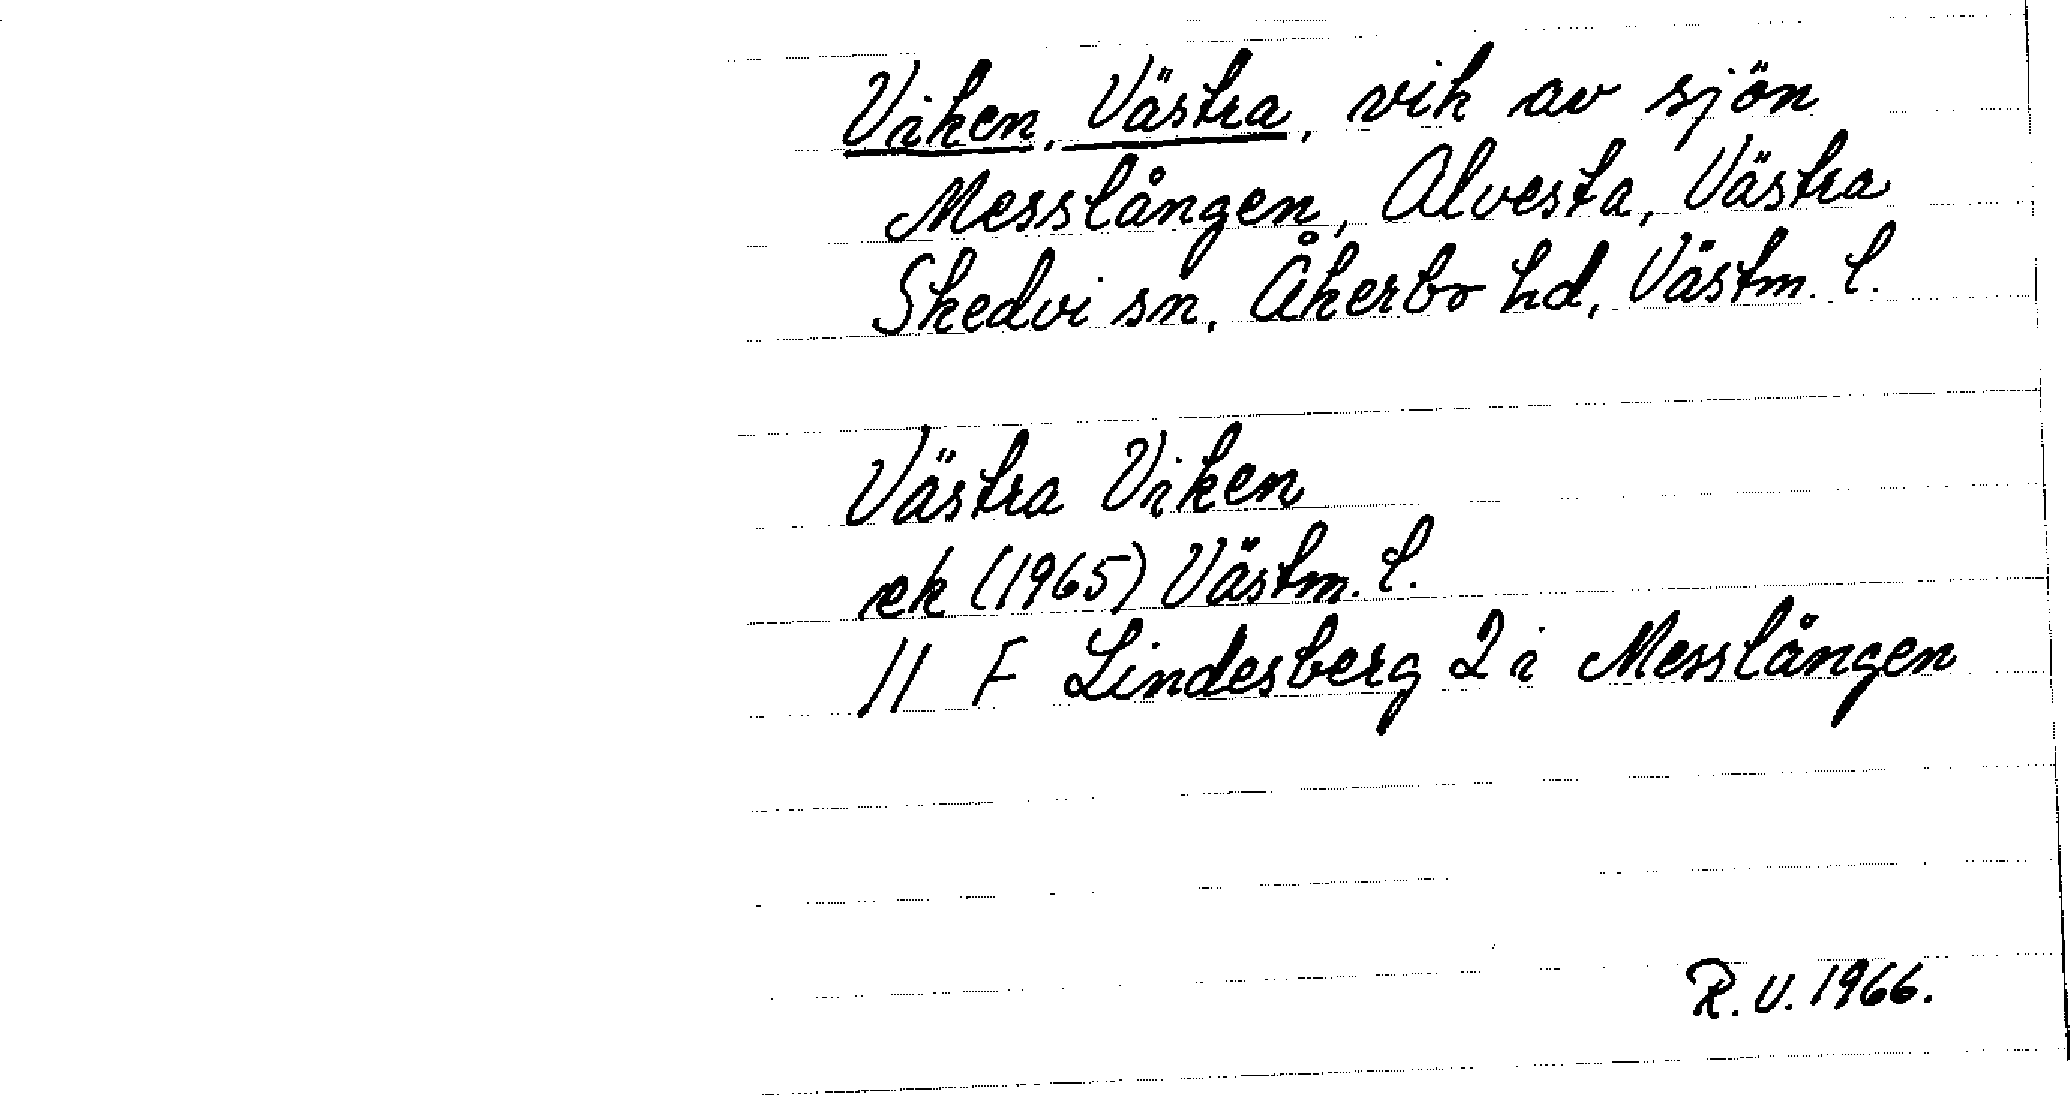 Viken, Västra, vik av sjön
Messlången, Alvesta, Västra
Skedvi sn, Åkerbo hd, Västm. l.
Västra Viken
ek (1965) Västm. l.
11 F Lindesberg 2 i Messlången
R.V. 1966.